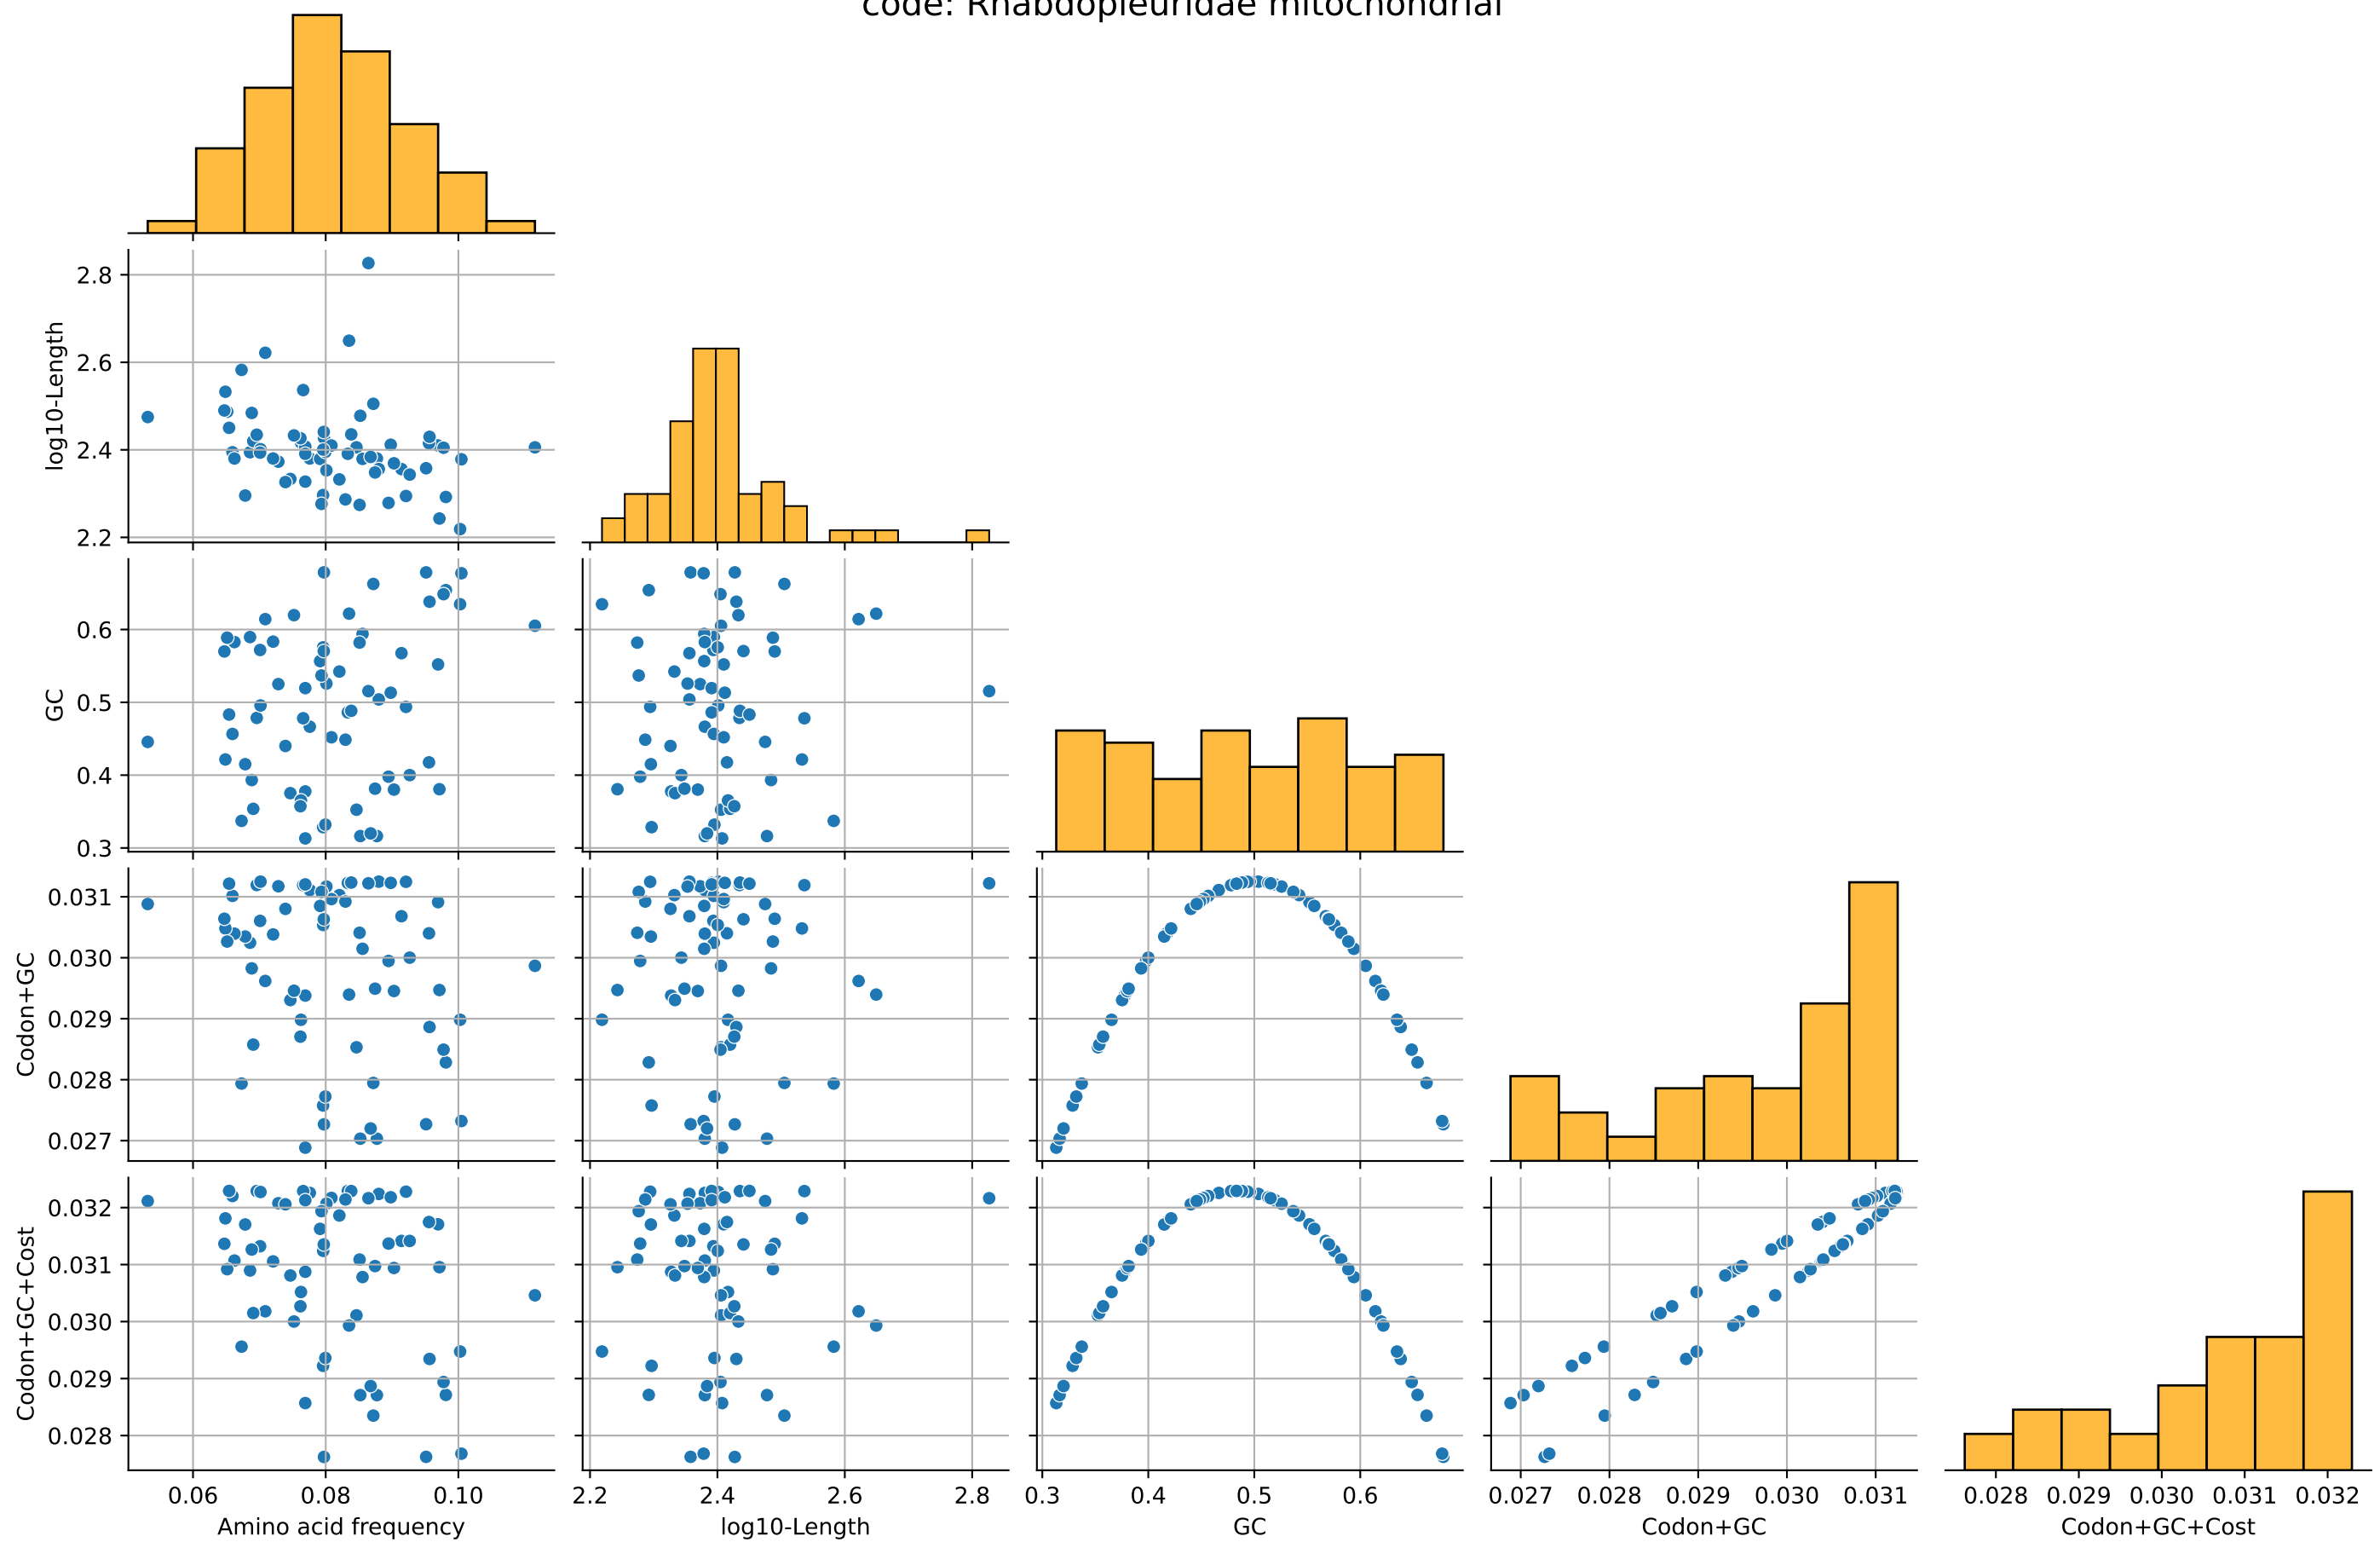 code: Rhabdopleuridae mitochondrial
2.8
2.6
2.4
2.2
log10-Length
0.6
0.5
0.4
0.3
GC
0.031
0.030
0.029
0.028
0.027
Codon+GC
0.032
0.031
0.030
0.029
0.028
Codon+GC+Cost
0.06 0.08 0.10 2.2 2.4 2.6 2.8 0.3 0.4 0.5 0.6 0.027 0.028 0.029 0.030 0.031 0.028 0.029 0.030 0.031 0.032
Amino acid frequency log10-Length GC Codon+GC Codon+GC+Cost